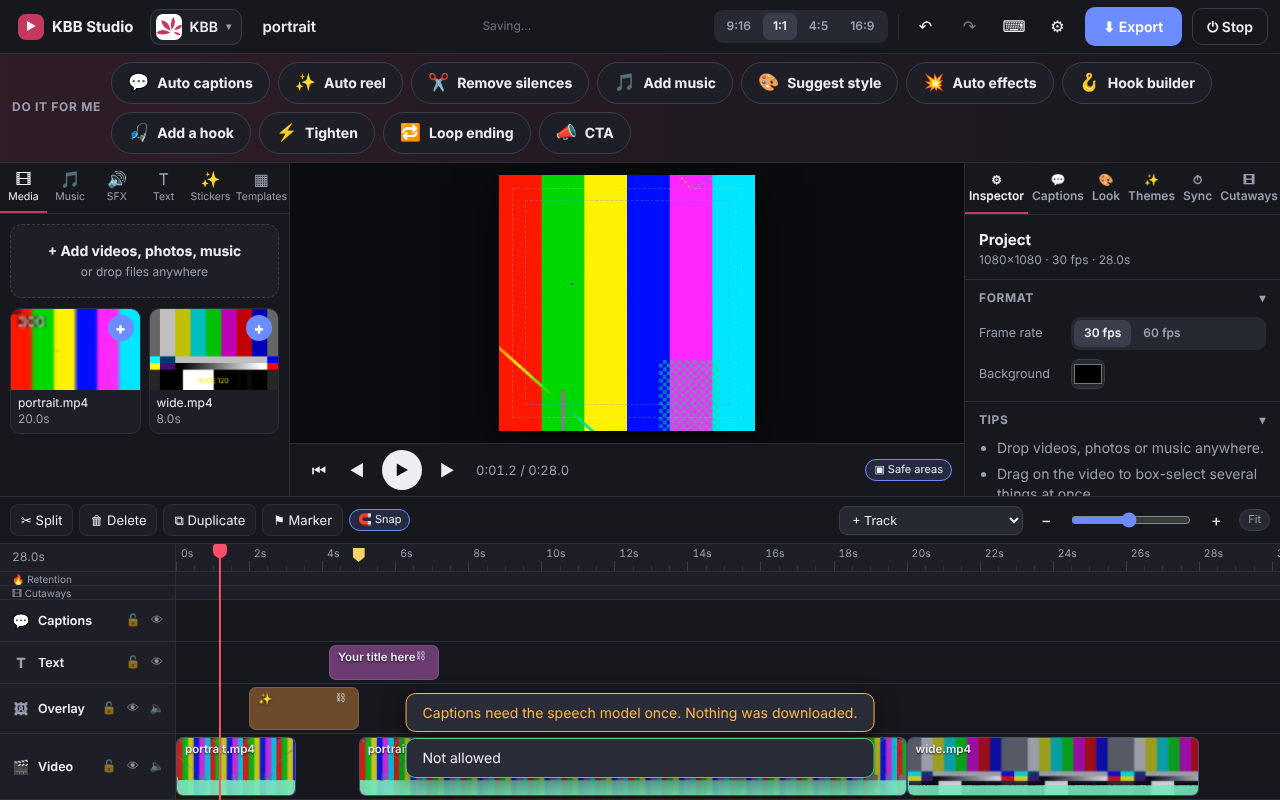 KBB Studio
KBB
portrait
Saving...
9:16 1:1 4:5 16:9
Export
Stop
DO IT FOR ME
Auto captions
Auto reel
Remove silences
Add music
Suggest style
Auto effects
Hook builder
Add a hook
Tighten
Loop ending
CTA
Media Music SFX Text Stickers Templates
+ Add videos, photos, music
or drop files anywhere
WIDE 120
portrait.mp4
20.0s
wide.mp4
8.0s
0:01.2 / 0:28.0
Safe areas
Inspector Captions Look Themes Sync Cutaways
Project
1080×1080 · 30 fps · 28.0s
FORMAT
Frame rate 30 fps 60 fps
Background
TIPS
• Drop videos, photos or music anywhere.
• Drag on the video to box-select several
things at once
Split Delete Duplicate Marker Snap
+ Track
Fit
28.0s
0s 2s 4s 6s 8s 10s 12s 14s 16s 18s 20s 22s 24s 26s 28s
Retention
Cutaways
Captions
Text
Your title here
Overlay
Captions need the speech model once. Nothing was downloaded.
Video
portrait.mp4
portrai
wide.mp4
Not allowed